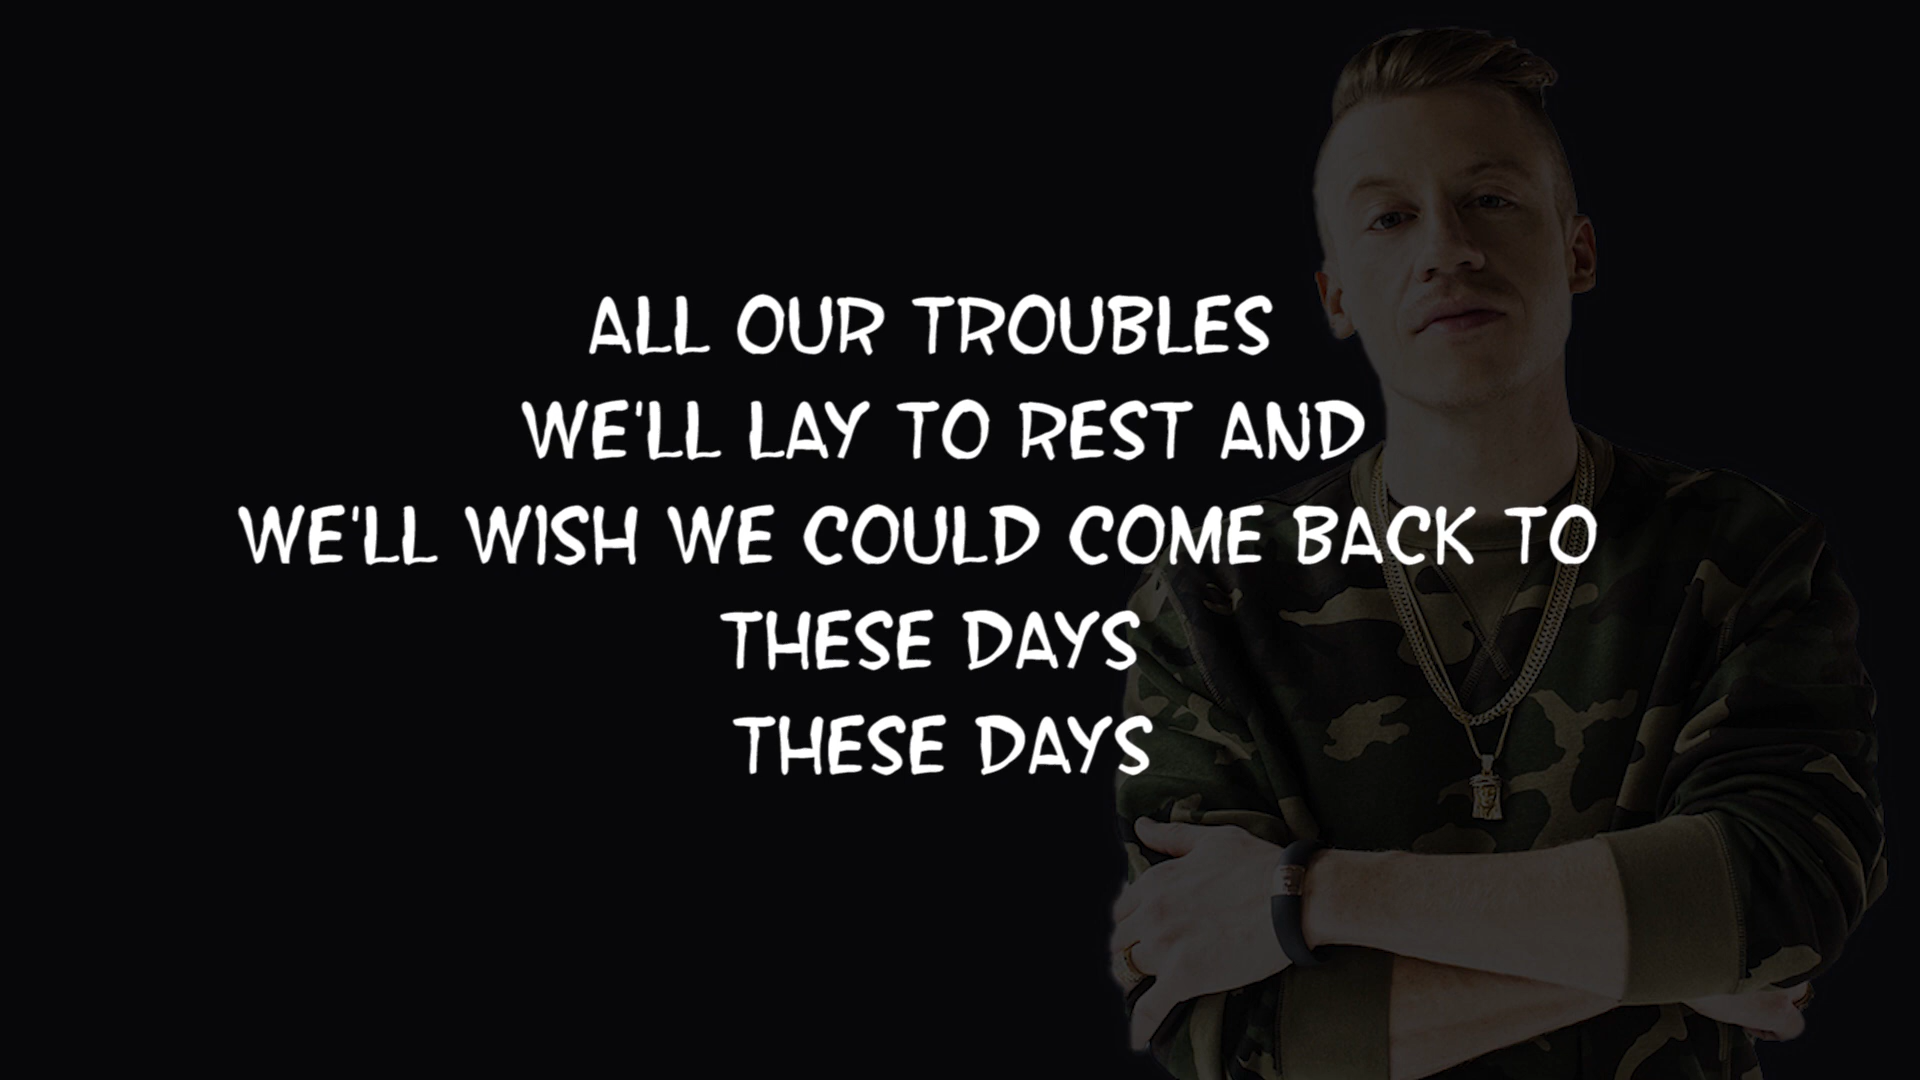 ALL OUR TROUBLES
WE'LL LAY TO REST AND
WE'LL WISH WE COULD COME BACK TO
THESE DAYS
THESE DAYS